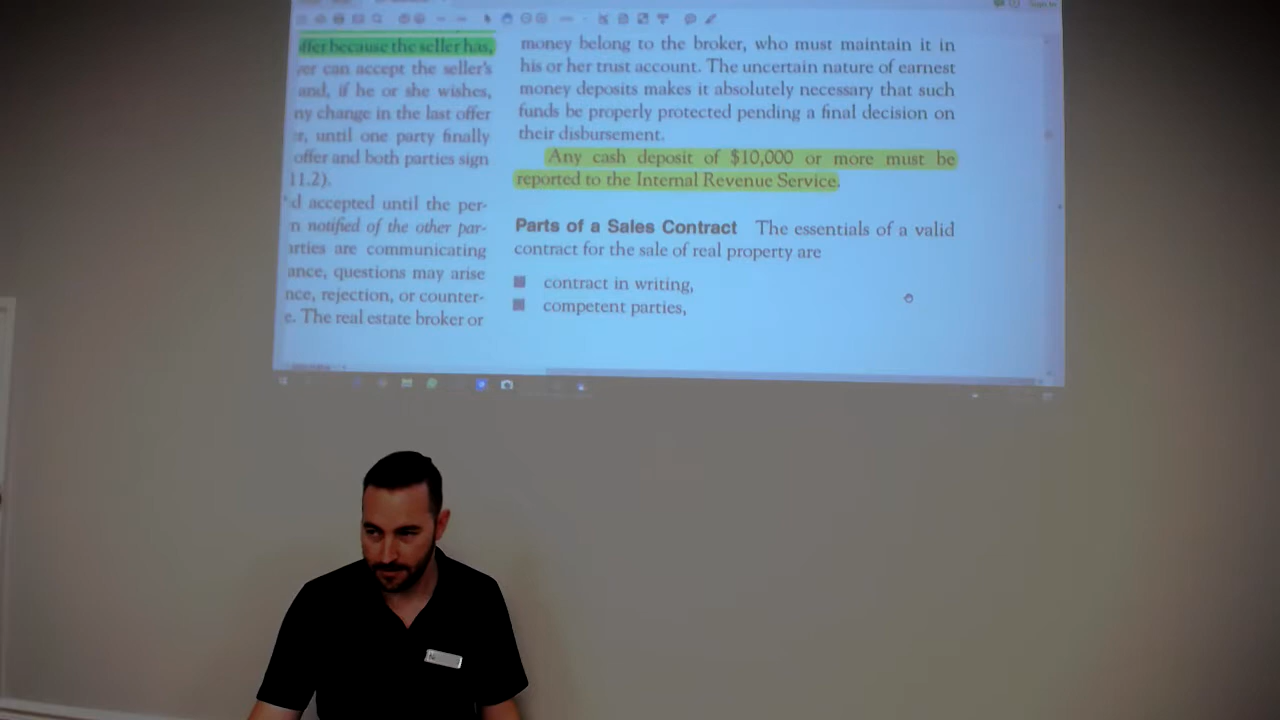 ffer because the seller has,
er can accept the seller's
and, if he or she wishes,
ny change in the last offer
r, until one party finally
offer and both parties sign
11.2).
d accepted until the per-
n notified of the other par-
arties are communicating
ance, questions may arise
nce, rejection, or counter-
e. The real estate broker or
money belong to the broker, who must maintain it in
his or her trust account. The uncertain nature of earnest
money deposits makes it absolutely necessary that such
funds be properly protected pending a final decision on
their disbursement.
Any cash deposit of $10,000 or more must be
reported to the Internal Revenue Service.
Parts of a Sales Contract The essentials of a valid
contract for the sale of real property are
■ contract in writing,
■ competent parties,